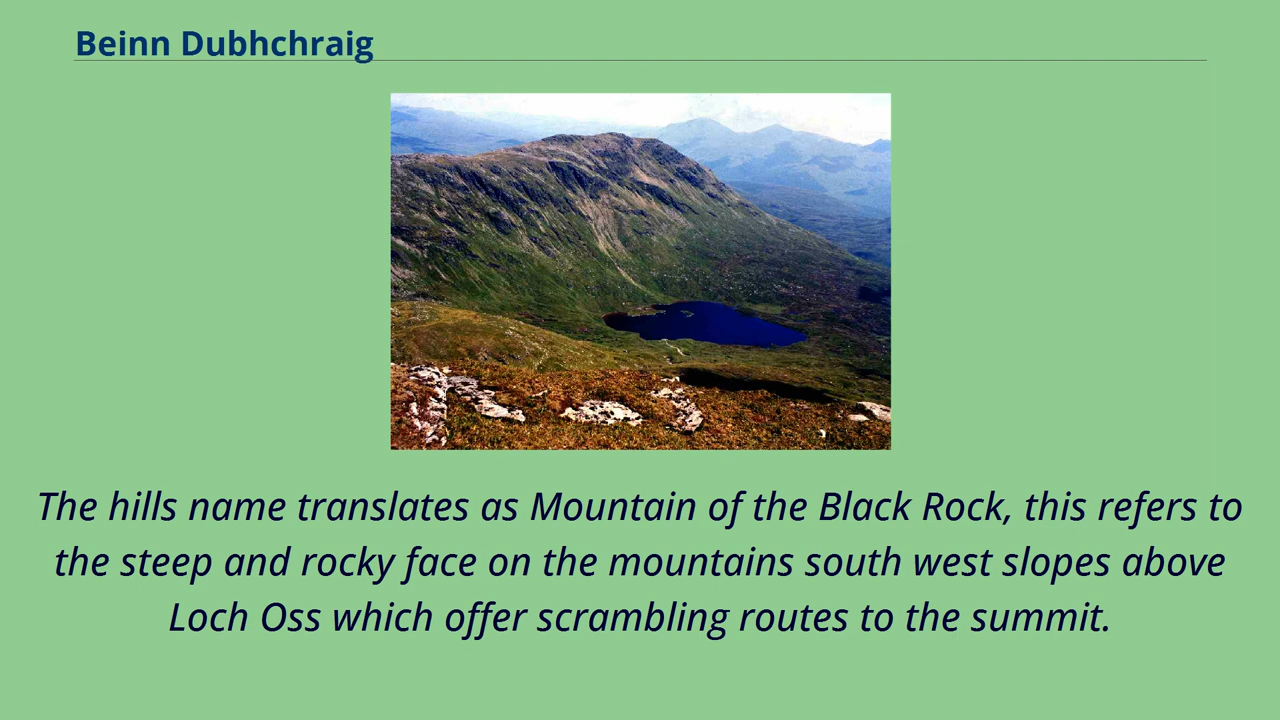 Beinn Dubhchraig
The hills name translates as Mountain of the Black Rock, this refers to
the steep and rocky face on the mountains south west slopes above
Loch Oss which offer scrambling routes to the summit.